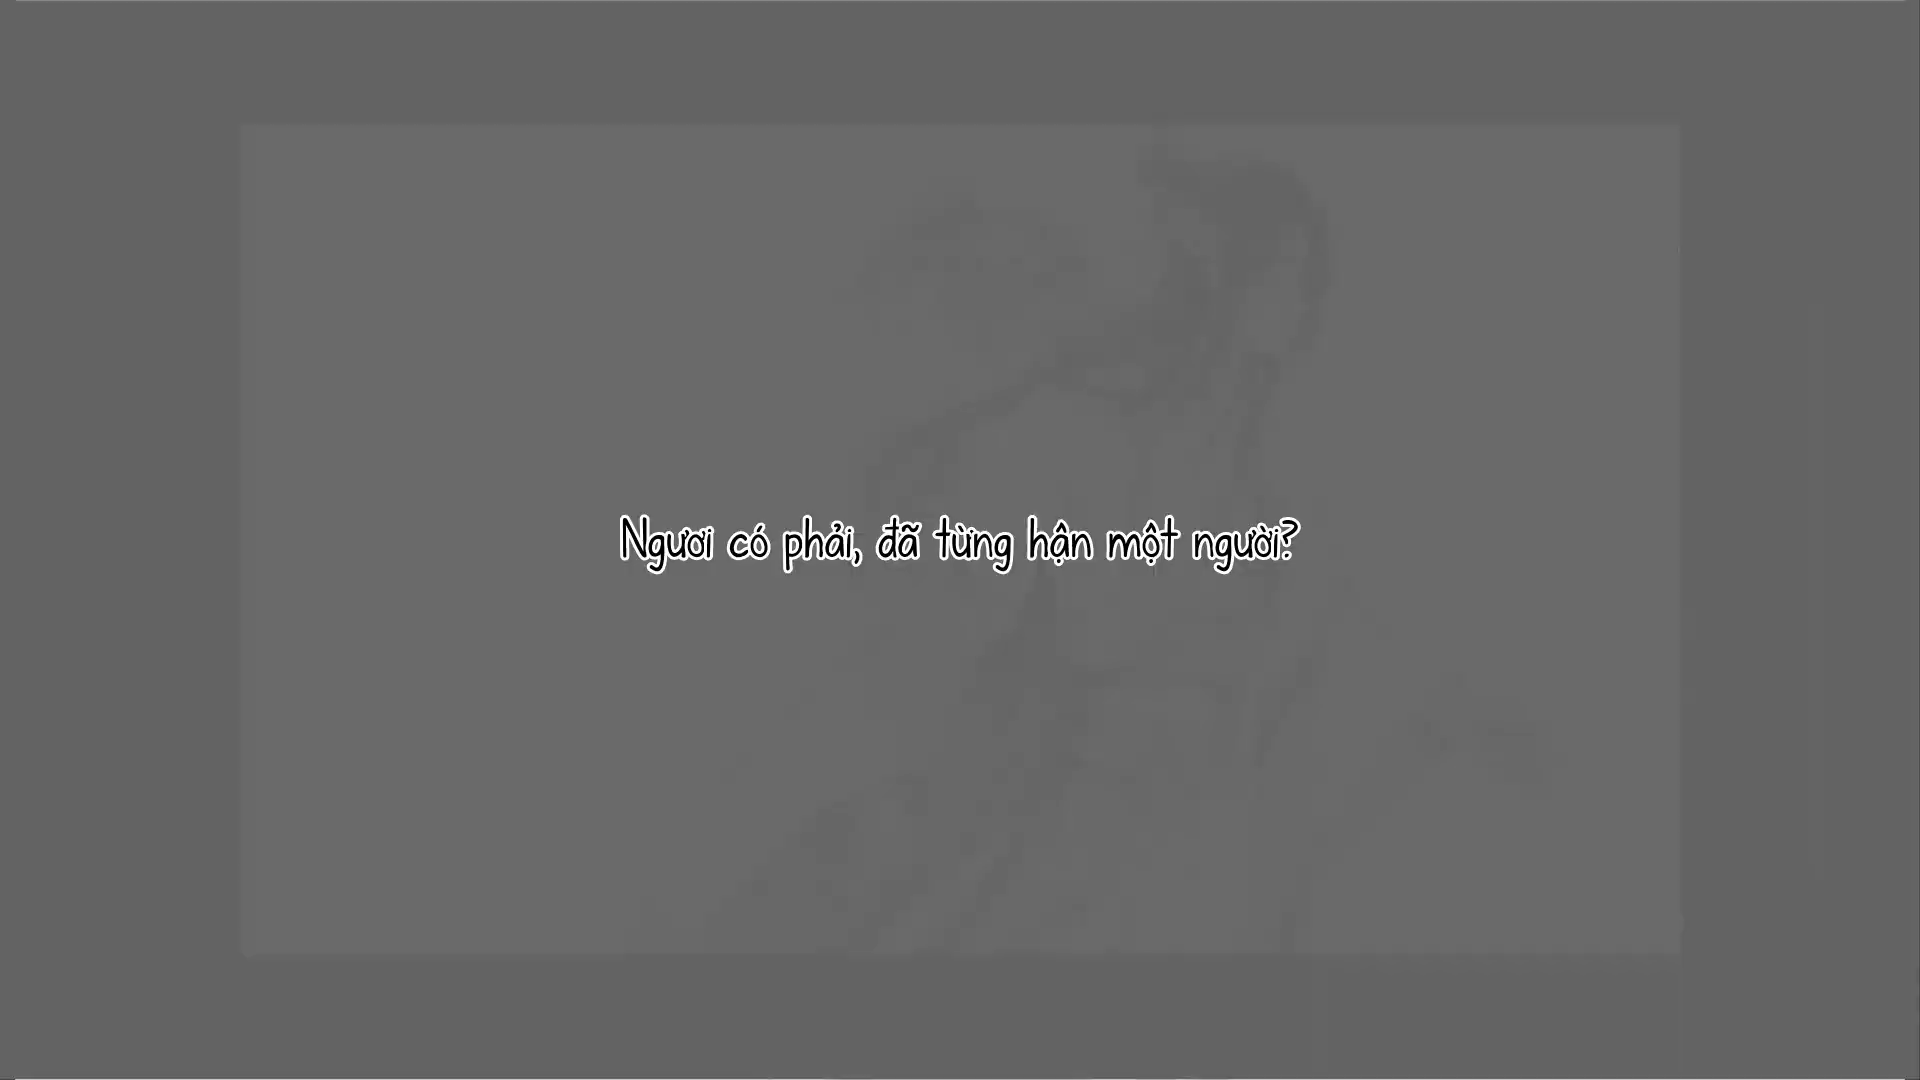 Ngươi có phải, đã từng hận một người?